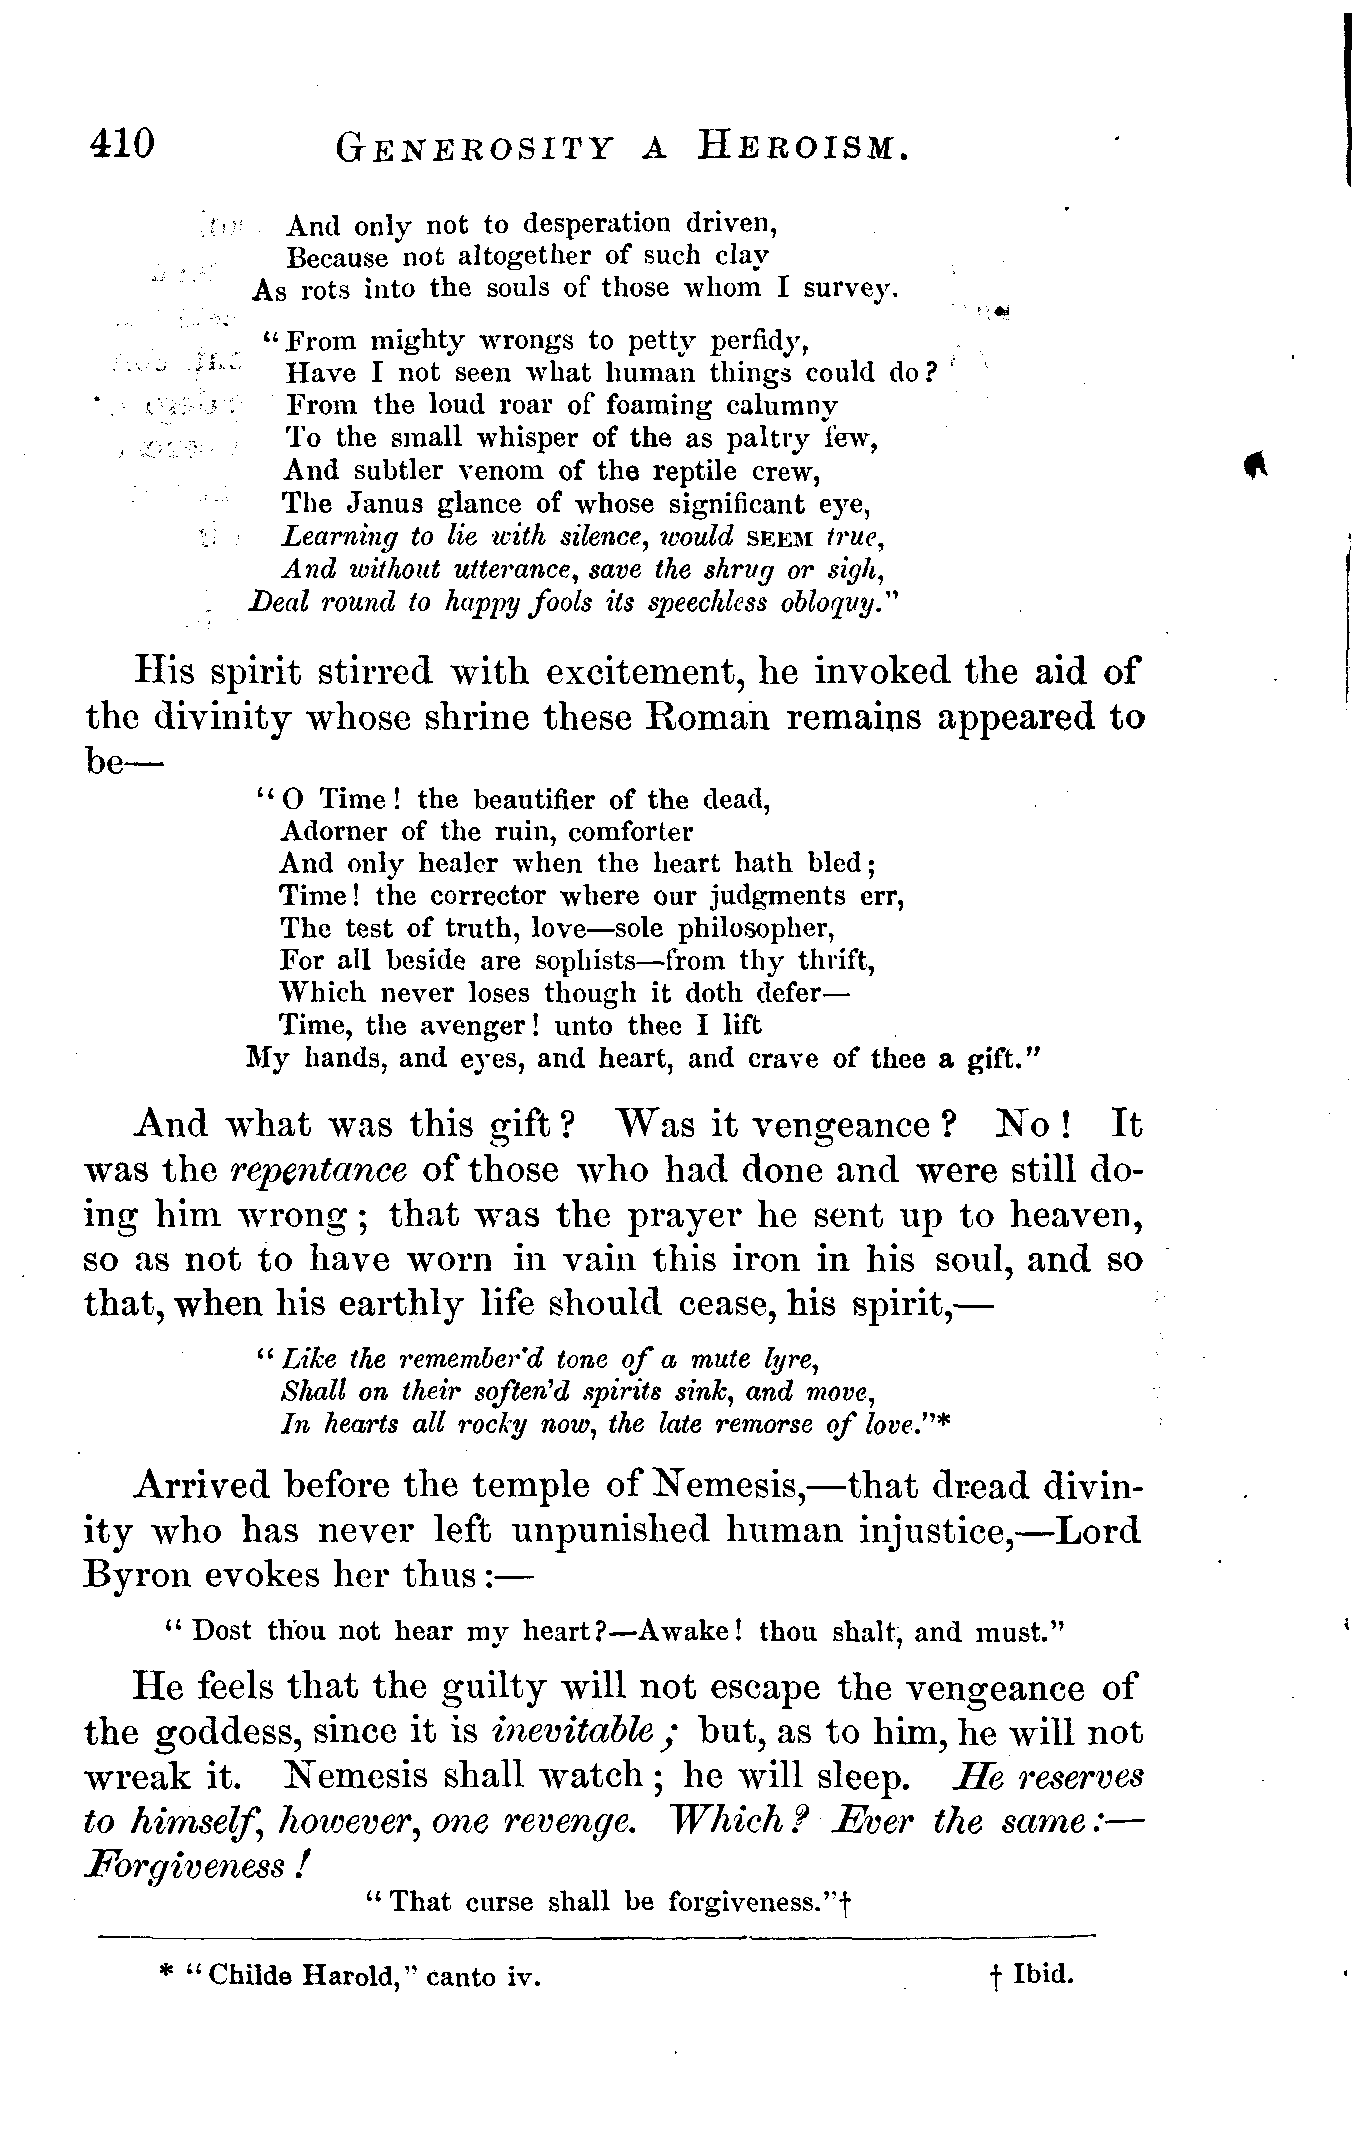 410 GENEROSITY A HEROISM.
And only not to desperation driven,
Because not altogether of such clay
As rots into the souls of those whom I survey.
“From mighty wrongs to petty perfidy,
Have I not seen what human things could do?
From the loud roar of foaming calumny
To the small whisper of the as paltry few,
And subtler venom of the reptile crew,
The Janus glance of whose significant eye,
Learning to lie with silence, would SEEM true,
And without utterance, save the shrug or sigh,
Deal round to happy fools its speechless obloquy.”
His spirit stirred with excitement, he invoked the aid of
the divinity whose shrine these Roman remains appeared to
be—
“O Time! the beautifier of the dead,
Adorner of the ruin, comforter
And only healer when the heart hath bled;
Time! the corrector where our judgments err,
The test of truth, love—sole philosopher,
For all beside are sophists—from thy thrift,
Which never loses though it doth defer—
Time, the avenger! unto thee I lift
My hands, and eyes, and heart, and crave of thee a gift.”
And what was this gift? Was it vengeance? No! It
was the repentance of those who had done and were still do-
ing him wrong; that was the prayer he sent up to heaven,
so as not to have worn in vain this iron in his soul, and so
that, when his earthly life should cease, his spirit,—
“Like the remember'd tone of a mute lyre,
Shall on their soften'd spirits sink, and move,
In hearts all rocky now, the late remorse of love.”*
Arrived before the temple of Nemesis,—that dread divin-
ity who has never left unpunished human injustice,—Lord
Byron evokes her thus:—
“Dost thou not hear my heart?—Awake! thou shalt, and must.”
He feels that the guilty will not escape the vengeance of
the goddess, since it is inevitable; but, as to him, he will not
wreak it. Nemesis shall watch; he will sleep. He reserves
to himself, however, one revenge. Which? Ever the same:—
Forgiveness!
“That curse shall be forgiveness.”†
* “Childe Harold,” canto iv. † Ibid.